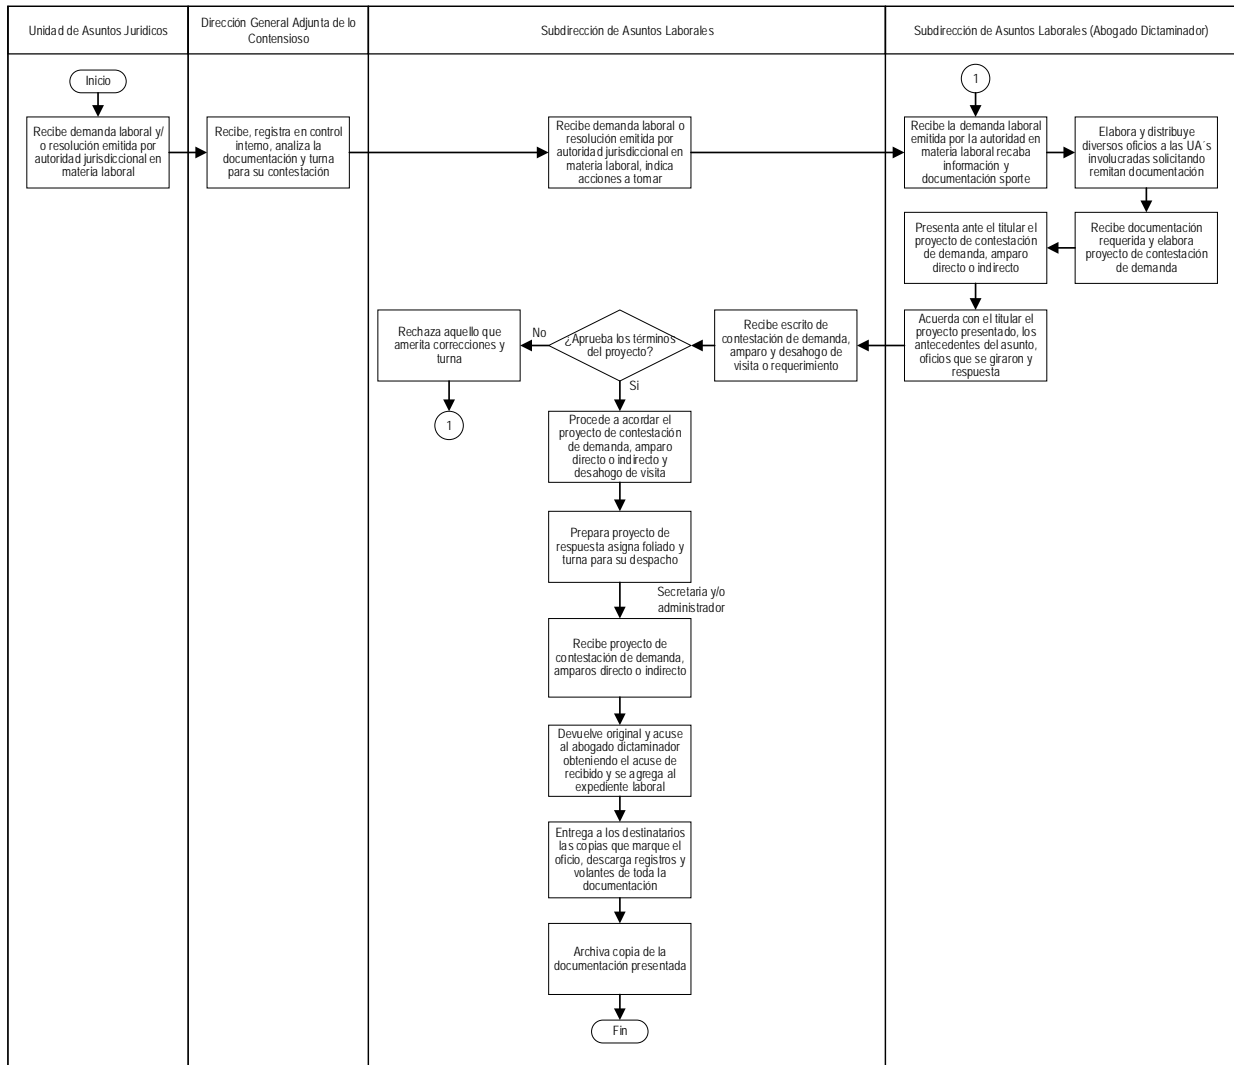 Unidad de Asuntos Jurídicos
Dirección General Adjunta de lo
Contensioso
Subdirección de Asuntos Laborales
Subdirección de Asuntos Laborales (Abogado Dictaminador)
Inicio
Recibe demanda laboral y/
o resolución emitida por
autoridad jurisdiccional en
materia laboral
Recibe, registra en control
interno, analiza la
documentación y turna
para su contestación
Recibe demanda laboral o
resolución emitida por
autoridad jurisdiccional en
materia laboral, indica
acciones a tomar
1
Recibe la demanda laboral
emitida por la autoridad en
materia laboral recaba
información y
documentación sporte
Elabora y distribuye
diversos oficios a las UA´s
involucradas solicitando
remitan documentación
Recibe documentación
requerida y elabora
proyecto de contestación
de demanda
Presenta ante el titular el
proyecto de contestación
de demanda, amparo
directo o indirecto
Acuerda con el titular el
proyecto presentado, los
antecedentes del asunto,
oficios que se giraron y
respuesta
Recibe escrito de
contestación de demanda,
amparo y desahogo de
visita o requerimiento
¿Aprueba los términos
del proyecto?
No
Rechaza aquello que
amerita correcciones y
turna
1
Si
Procede a acordar el
proyecto de contestación
de demanda, amparo
directo o indirecto y
desahogo de visita
Prepara proyecto de
respuesta asigna foliado y
turna para su despacho
Secretaria y/o
administrador
Recibe proyecto de
contestación de demanda,
amparos directo o indirecto
Devuelve original y acuse
al abogado dictaminador
obteniendo el acuse de
recibido y se agrega al
expediente laboral
Entrega a los destinatarios
las copias que marque el
oficio, descarga registros y
volantes de toda la
documentación
Archiva copia de la
documentación presentada
Fin